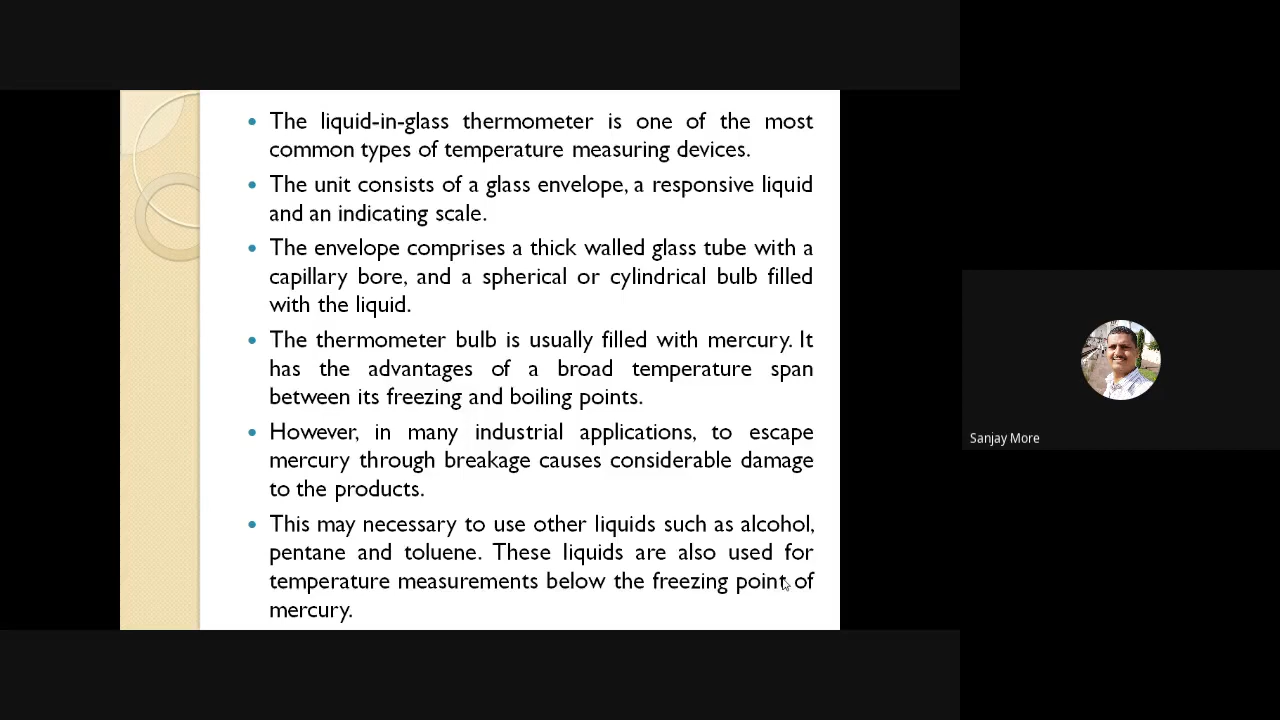 The liquid-in-glass thermometer is one of the most
common types of temperature measuring devices.
The unit consists of a glass envelope, a responsive liquid
and an indicating scale.
The envelope comprises a thick walled glass tube with a
capillary bore, and a spherical or cylindrical bulb filled
with the liquid.
The thermometer bulb is usually filled with mercury. It
has the advantages of a broad temperature span
between its freezing and boiling points.
However, in many industrial applications, to escape
mercury through breakage causes considerable damage
to the products.
This may necessary to use other liquids such as alcohol,
pentane and toluene. These liquids are also used for
temperature measurements below the freezing point of
mercury.
Sanjay More